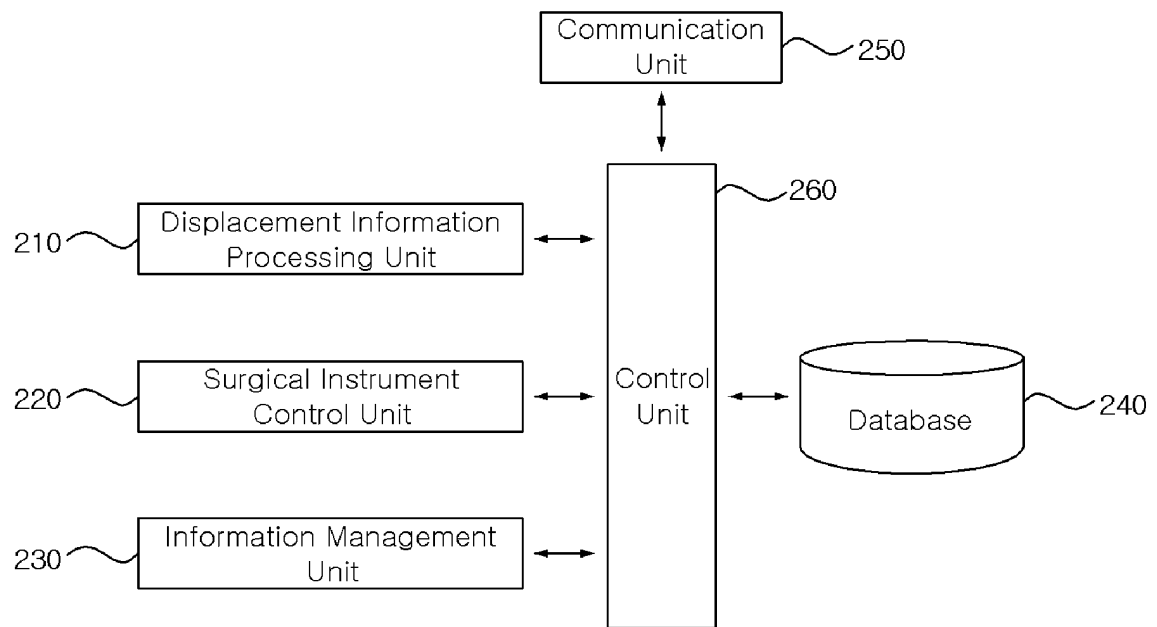 Communication
Unit
250
260
Displacement Information
Processing Unit
210
Surgical Instrument
Control Unit
220
Control
Unit
Database
240
Information Management
Unit
230